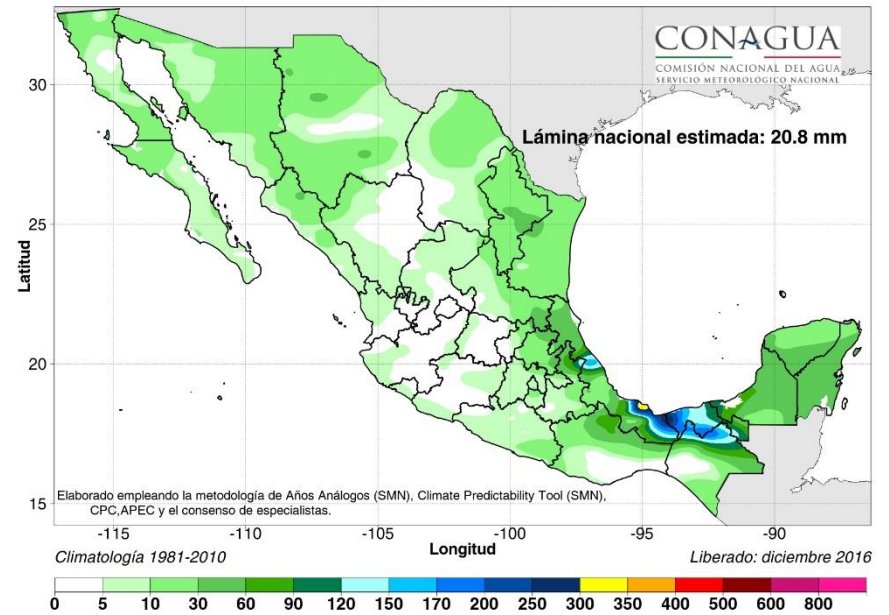 CONAGUA
COMISIÓN NACIONAL DEL AGUA
SERVICIO METEOROLÓGICO NACIONAL
Lámina nacional estimada: 20.8 mm
Latitud
30
25
20
15
Elaborado empleando la metodología de Años Análogos (SMN), Climate Predictability Tool (SMN),
CPC,APEC y el consenso de especialistas.
-115 -110 -105 -100 -95 -90
Longitud
Climatología 1981-2010
Liberado: diciembre 2016
0 5 10 30 60 90 120 150 170 200 250 300 350 400 500 600 850